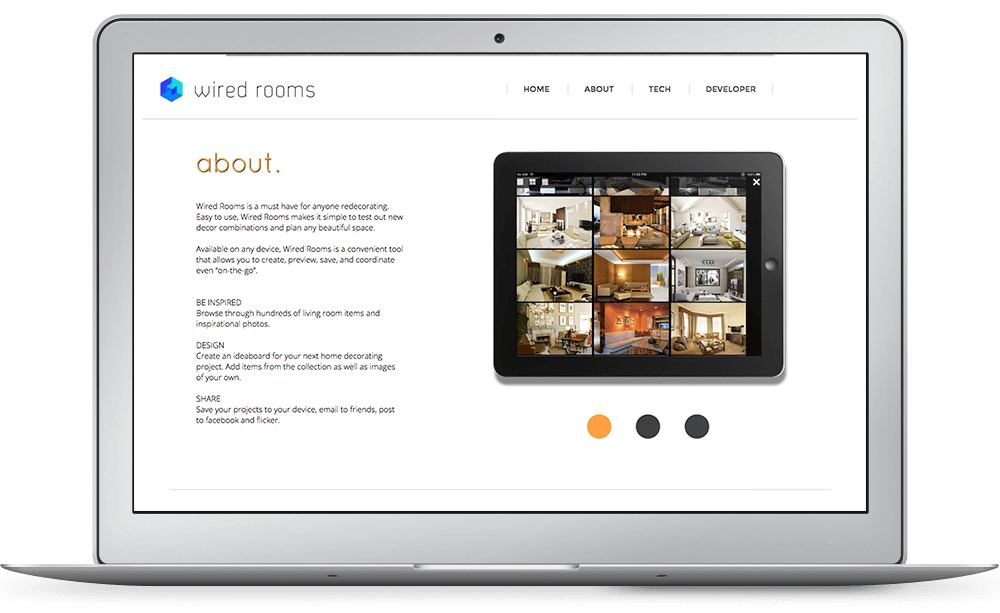 wired rooms
HOME
ABOUT
TECH
DEVELOPER
about.
Wired Rooms is a must have for anyone redecorating.
Easy to use, Wired Rooms makes it simple to test out new
decor combinations and plan any beautiful space.
Available on any device, Wired Rooms is a convenient tool
that allows you to create, preview, save, and coordinate
even "on-the-go".
BE INSPIRED
Browse through hundreds of living room items and
inspirational photos.
DESIGN
Create an ideaboard for your next home decorating
project. Add items from the collection as well as images
of your own.
SHARE
Save your projects to your device, email to friends, post
to facebook and flicker.